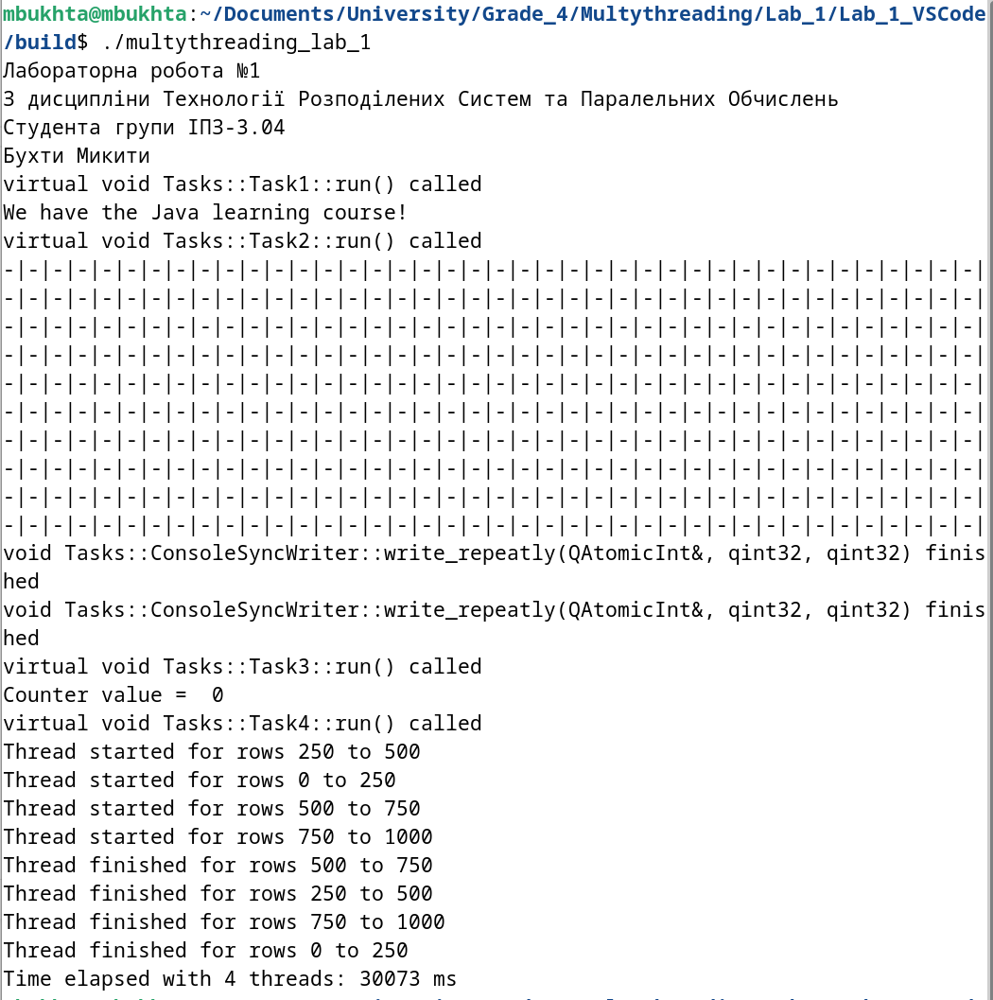 mbukhta@mbukhta:~/Documents/University/Grade_4/Multythreading/Lab_1/Lab_1_VSCode
/build$ ./multythreading_lab_1
Лабораторна робота №1
З дисципліни Технології Розподілених Систем та Паралельних Обчислень
Студента групи ІПЗ-3.04
Бухти Микити
virtual void Tasks::Task1::run() called
We have the Java learning course!
virtual void Tasks::Task2::run() called
-|-|-|-|-|-|-|-|-|-|-|-|-|-|-|-|-|-|-|-|-|-|-|-|-|-|-|-|-|-|-|-|-|-|-|-|-|-|-|-|
-|-|-|-|-|-|-|-|-|-|-|-|-|-|-|-|-|-|-|-|-|-|-|-|-|-|-|-|-|-|-|-|-|-|-|-|-|-|-|-|
-|-|-|-|-|-|-|-|-|-|-|-|-|-|-|-|-|-|-|-|-|-|-|-|-|-|-|-|-|-|-|-|-|-|-|-|-|-|-|-|
-|-|-|-|-|-|-|-|-|-|-|-|-|-|-|-|-|-|-|-|-|-|-|-|-|-|-|-|-|-|-|-|-|-|-|-|-|-|-|-|
-|-|-|-|-|-|-|-|-|-|-|-|-|-|-|-|-|-|-|-|-|-|-|-|-|-|-|-|-|-|-|-|-|-|-|-|-|-|-|-|
-|-|-|-|-|-|-|-|-|-|-|-|-|-|-|-|-|-|-|-|-|-|-|-|-|-|-|-|-|-|-|-|-|-|-|-|-|-|-|-|
-|-|-|-|-|-|-|-|-|-|-|-|-|-|-|-|-|-|-|-|-|-|-|-|-|-|-|-|-|-|-|-|-|-|-|-|-|-|-|-|
-|-|-|-|-|-|-|-|-|-|-|-|-|-|-|-|-|-|-|-|-|-|-|-|-|-|-|-|-|-|-|-|-|-|-|-|-|-|-|-|
-|-|-|-|-|-|-|-|-|-|-|-|-|-|-|-|-|-|-|-|-|-|-|-|-|-|-|-|-|-|-|-|-|-|-|-|-|-|-|-|
-|-|-|-|-|-|-|-|-|-|-|-|-|-|-|-|-|-|-|-|-|-|-|-|-|-|-|-|-|-|-|-|-|-|-|-|-|-|-|-|
void Tasks::ConsoleSyncWriter::write_repeatly(QAtomicInt&, qint32, qint32) finis
hed
void Tasks::ConsoleSyncWriter::write_repeatly(QAtomicInt&, qint32, qint32) finis
hed
virtual void Tasks::Task3::run() called
Counter value =  0
virtual void Tasks::Task4::run() called
Thread started for rows 250 to 500
Thread started for rows 0 to 250
Thread started for rows 500 to 750
Thread started for rows 750 to 1000
Thread finished for rows 500 to 750
Thread finished for rows 250 to 500
Thread finished for rows 750 to 1000
Thread finished for rows 0 to 250
Time elapsed with 4 threads: 30073 ms